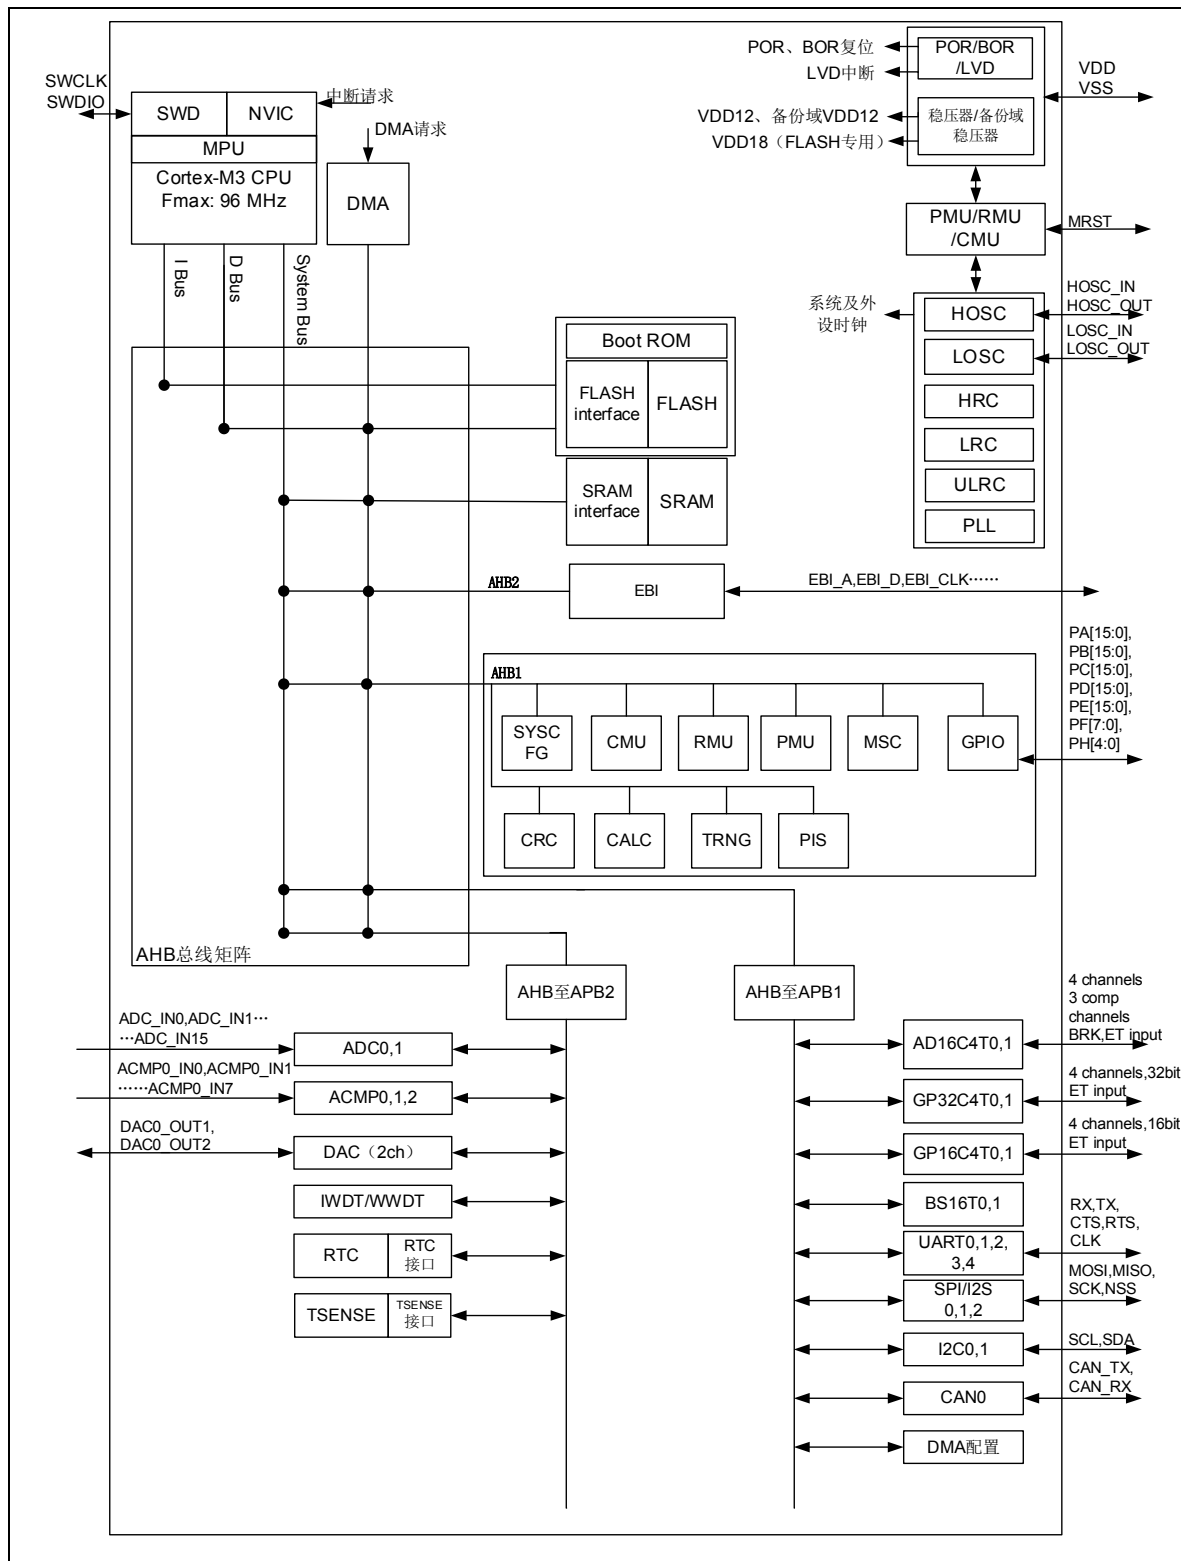 POR、BOR复位
POR/BOR
/LVD
LVD中断
VDD
VSS
SWCLK
SWDIO
SWD
NVIC
中断请求
DMA请求
VDD12、备份域VDD12
VDD18（FLASH专用）
稳压器/备份域
稳压器
MPU
Cortex-M3 CPU
Fmax: 96 MHz
DMA
PMU/RMU
/CMU
MRST
I Bus
D Bus
System Bus
系统及外
设时钟
HOSC
HOSC_IN
HOSC_OUT
LOSC
LOSC_IN
LOSC_OUT
HRC
LRC
ULRC
PLL
Boot ROM
FLASH
interface
FLASH
SRAM
interface
SRAM
AHB2
EBI
EBI_A,EBI_D,EBI_CLK……
AHB1
SYSC
FG
CMU
RMU
PMU
MSC
GPIO
PA[15:0],
PB[15:0],
PC[15:0],
PD[15:0],
PE[15:0],
PF[7:0],
PH[4:0]
CRC
CALC
TRNG
PIS
AHB总线矩阵
AHB至APB2
AHB至APB1
ADC_IN0,ADC_IN1…
…ADC_IN15
ADC0,1
ACMP0_IN0,ACMP0_IN1
……ACMP0_IN7
ACMP0,1,2
DAC0_OUT1,
DAC0_OUT2
DAC（2ch）
IWDT/WWDT
RTC
RTC
接口
TSENSE
TSENSE
接口
AD16C4T0,1
4 channels
3 comp
channels
BRK,ET input
GP32C4T0,1
4 channels,32bit
ET input
GP16C4T0,1
4 channels,16bit
ET input
BS16T0,1
UART0,1,2,
3,4
RX,TX,
CTS,RTS,
CLK
SPI/I2S
0,1,2
MOSI,MISO,
SCK,NSS
I2C0,1
SCL,SDA
CAN0
CAN_TX,
CAN_RX
DMA配置